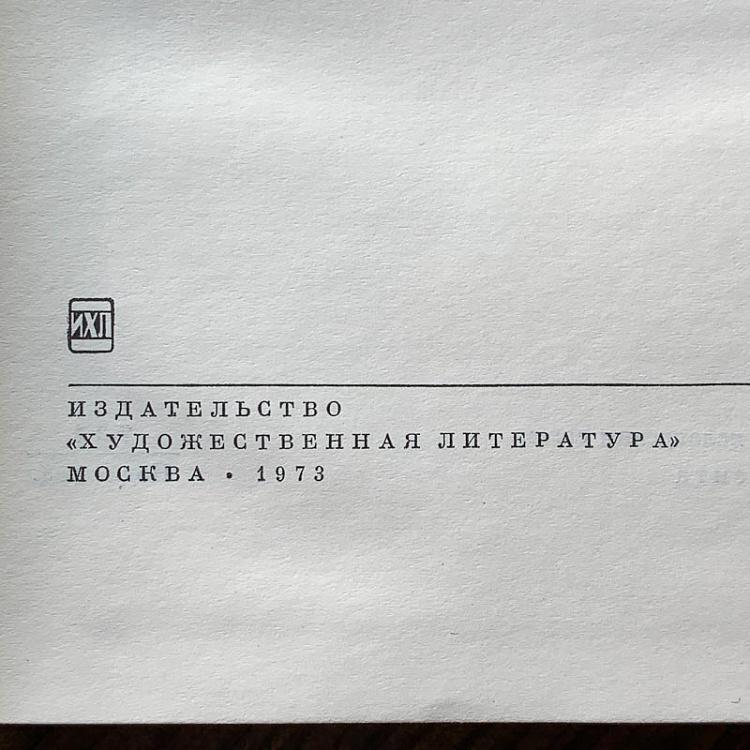 ИХЛ
ИЗДАТЕЛЬСТВО
«ХУДОЖЕСТВЕННАЯ ЛИТЕРАТУРА»
МОСКВА • 1973